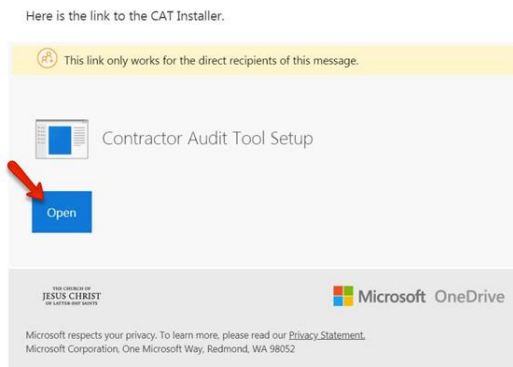 Here is the link to the CAT Installer.
This link only works for the direct recipients of this message.
Contractor Audit Tool Setup
Open
THE CHURCH OF
JESUS CHRIST
OF LATTER-DAY SAINTS
Microsoft OneDrive
Microsoft respects your privacy. To learn more, please read our Privacy Statement.
Microsoft Corporation, One Microsoft Way, Redmond, WA 98052